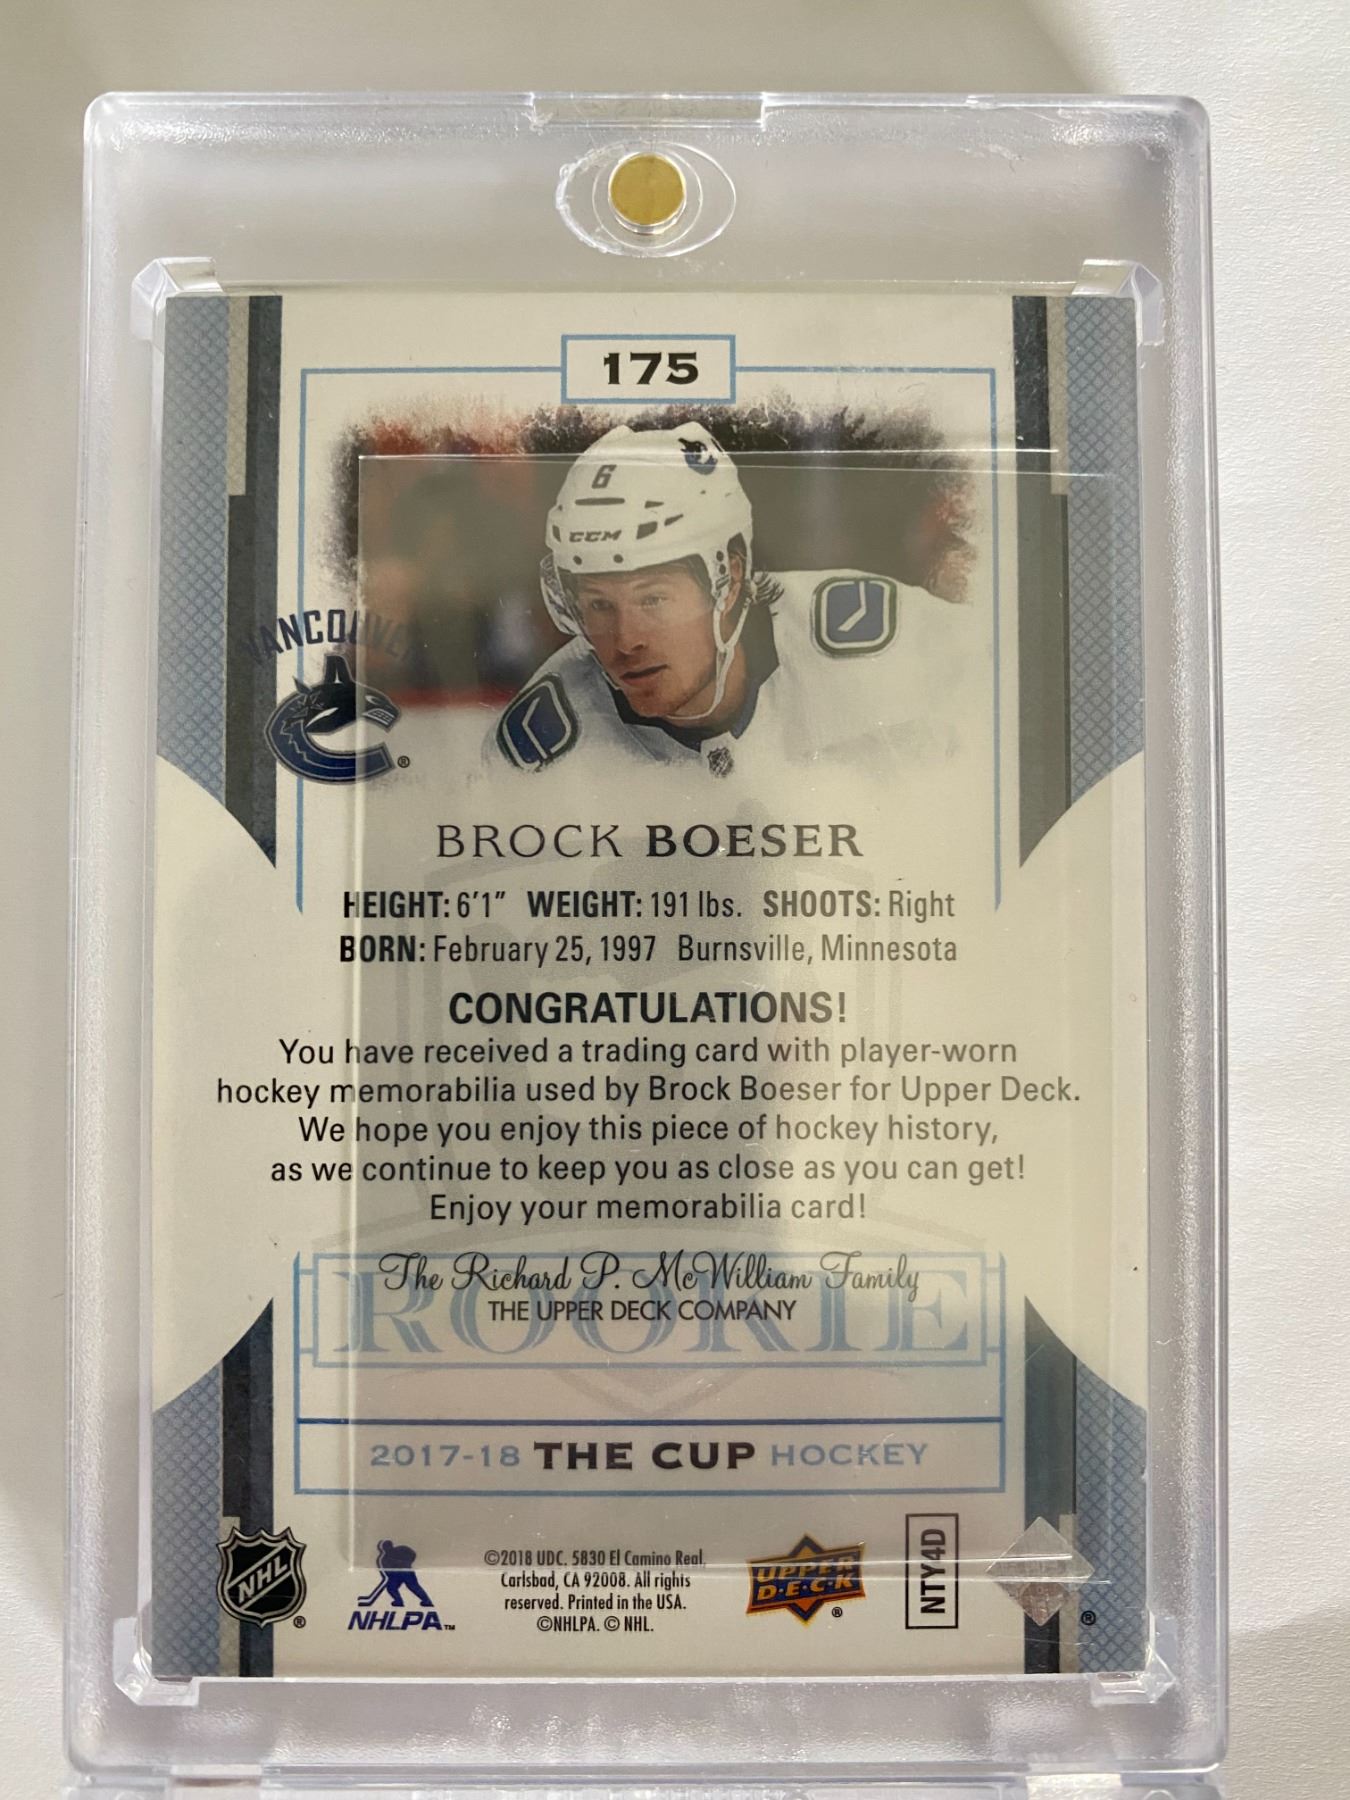 175
6
CCM
VANCOUVER
®
BROCK BOESER
HEIGHT: 6'1" WEIGHT: 191 lbs. SHOOTS: Right
BORN: February 25, 1997 Burnsville, Minnesota
CONGRATULATIONS!
You have received a trading card with player-worn
hockey memorabilia used by Brock Boeser for Upper Deck.
We hope you enjoy this piece of hockey history,
as we continue to keep you as close as you can get!
Enjoy your memorabilia card!
The Richard P. McWilliam Family
THE UPPER DECK COMPANY
ROOKIE
2017-18 THE CUP HOCKEY
NHL ®
NHLPA™
©2018 UDC. 5830 El Camino Real,
Carlsbad, CA 92008. All rights
reserved. Printed in the USA.
©NHLPA. © NHL.
UPPER
D·E·C·K ®
NTY4D
®